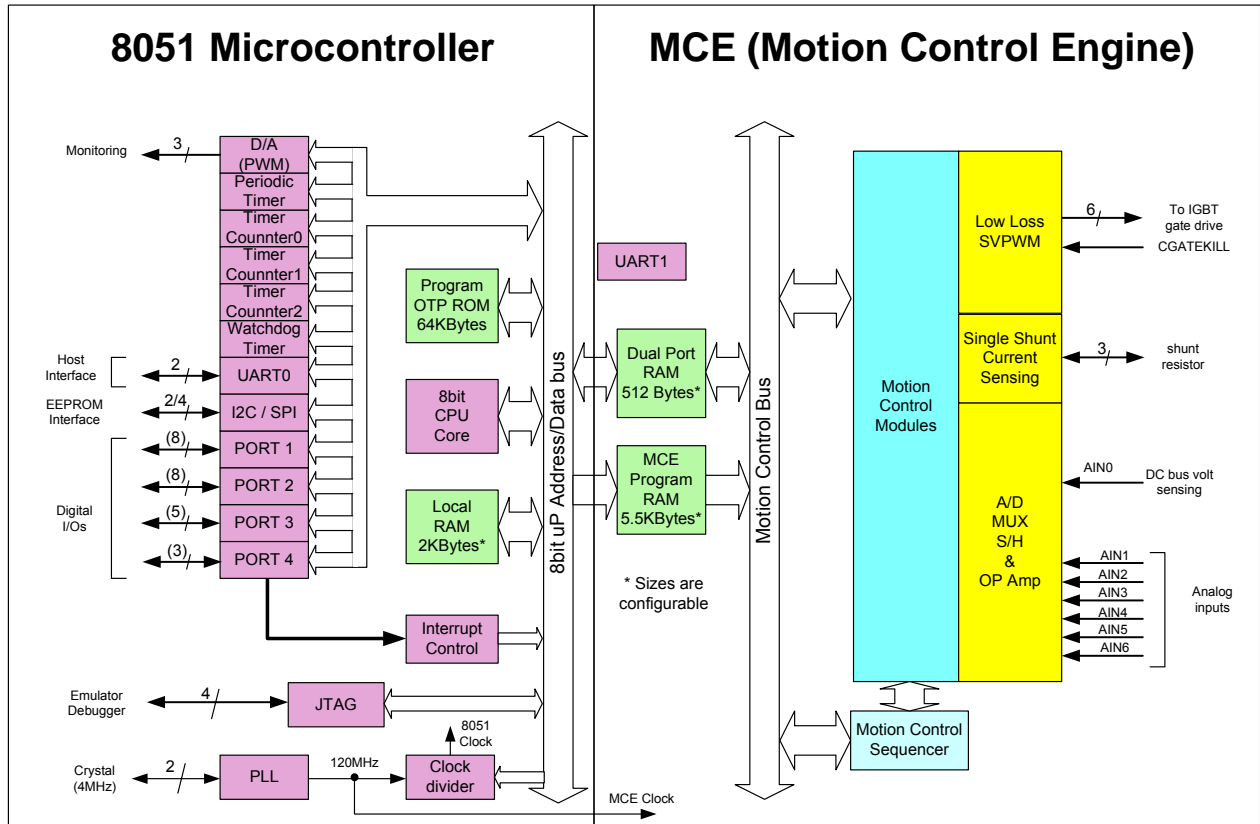 8051 Microcontroller
MCE (Motion Control Engine)
Monitoring
3
D/A
(PWM)
Periodic
Timer
Timer
Counnter0
Timer
Counnter1
Timer
Counnter2
Watchdog
Timer
Host
Interface
2
UART0
EEPROM
Interface
2/4
I2C / SPI
Digital
I/Os
(8)
PORT 1
(8)
PORT 2
(5)
PORT 3
(3)
PORT 4
Program
OTP ROM
64KBytes
8bit
CPU
Core
Local
RAM
2KBytes*
Interrupt
Control
Emulator
Debugger
4
JTAG
8051
Clock
Crystal
(4MHz)
2
PLL
120MHz
Clock
divider
MCE Clock
8bit uP Address/Data bus
UART1
Dual Port
RAM
512 Bytes*
MCE
Program
RAM
5.5KBytes*
* Sizes are
configurable
Motion Control Bus
Motion
Control
Modules
Low Loss
SVPWM
6
To IGBT
gate drive
CGATEKILL
Single Shunt
Current
Sensing
3
shunt
resistor
A/D
MUX
S/H
&
OP Amp
AIN0
DC bus volt
sensing
AIN1
AIN2
AIN3
AIN4
AIN5
AIN6
Analog
inputs
Motion Control
Sequencer